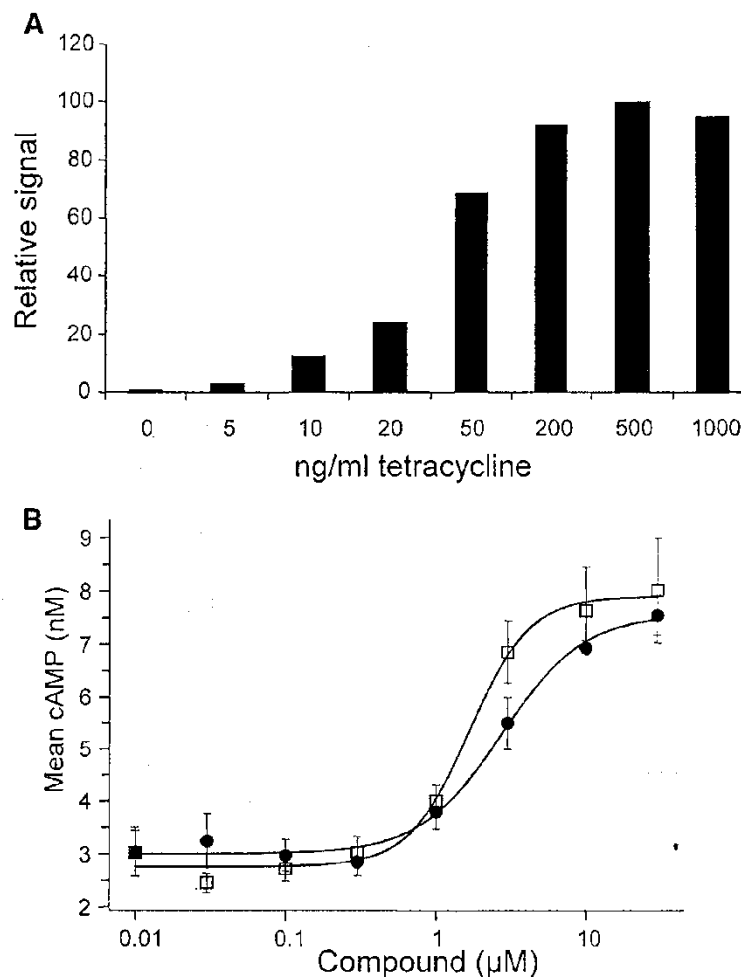 A
120
100
80
60
40
20
0
Relative signal
0 5 10 20 50 200 500 1000
ng/ml tetracycline
B
9
8
7
6
5
4
3
2
Mean cAMP (nM)
0.01 0.1 1 10
Compound (µM)